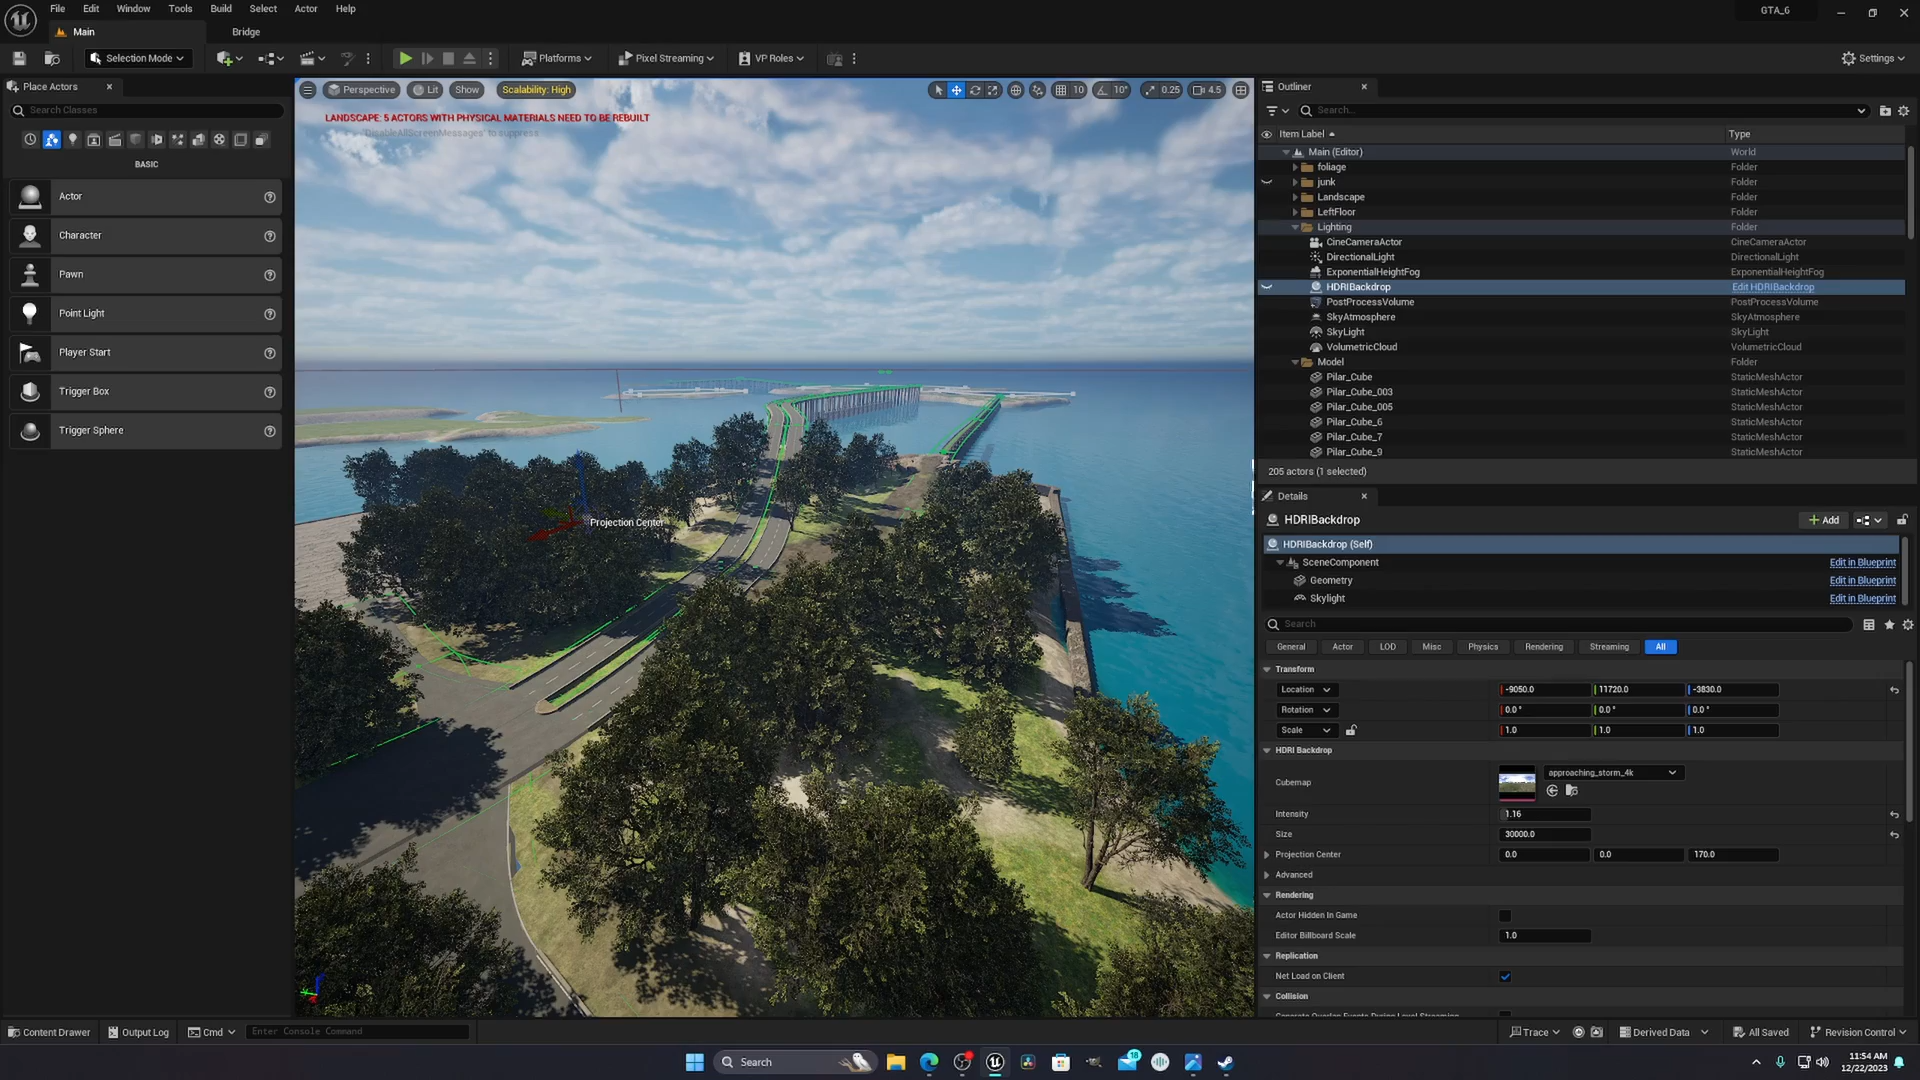 File Edit Window Tools Build Select Actor Help
GTA_6
Main
Bridge
Selection Mode
Platforms
Pixel Streaming
VP Roles
Settings
Place Actors
Search Classes
BASIC
Actor
Character
Pawn
Point Light
Player Start
Trigger Box
Trigger Sphere
Perspective
Lit
Show
Scalability: High
10
10°
0.25
4.5
LANDSCAPE: 5 ACTORS WITH PHYSICAL MATERIALS NEED TO BE REBUILT
'DisableAllScreenMessages' to suppress
Projection Center
Outliner
Search...
Item Label
Type
Main (Editor) World
foliage Folder
junk Folder
Landscape Folder
LeftFloor Folder
Lighting Folder
CineCameraActor CineCameraActor
DirectionalLight DirectionalLight
ExponentialHeightFog ExponentialHeightFog
HDRIBackdrop Edit HDRIBackdrop
PostProcessVolume PostProcessVolume
SkyAtmosphere SkyAtmosphere
SkyLight SkyLight
VolumetricCloud VolumetricCloud
Model Folder
Pilar_Cube StaticMeshActor
Pilar_Cube_003 StaticMeshActor
Pilar_Cube_005 StaticMeshActor
Pilar_Cube_6 StaticMeshActor
Pilar_Cube_7 StaticMeshActor
Pilar_Cube_9 StaticMeshActor
205 actors (1 selected)
Details
HDRIBackdrop
Add
HDRIBackdrop (Self)
SceneComponent Edit in Blueprint
Geometry Edit in Blueprint
Skylight Edit in Blueprint
Search
General Actor LOD Misc Physics Rendering Streaming All
Transform
Location -9050.0 11720.0 -3830.0
Rotation 0.0 ° 0.0 ° 0.0 °
Scale 1.0 1.0 1.0
HDRI Backdrop
Cubemap
approaching_storm_4k
Intensity 1.16
Size 30000.0
Projection Center 0.0 0.0 170.0
Advanced
Rendering
Actor Hidden In Game
Editor Billboard Scale 1.0
Replication
Net Load on Client
Collision
Generate Overlap Events During Level Streaming
Content Drawer
Output Log
Cmd
Enter Console Command
Trace
Derived Data
All Saved
Revision Control
Search
18
11:54 AM
12/22/2023